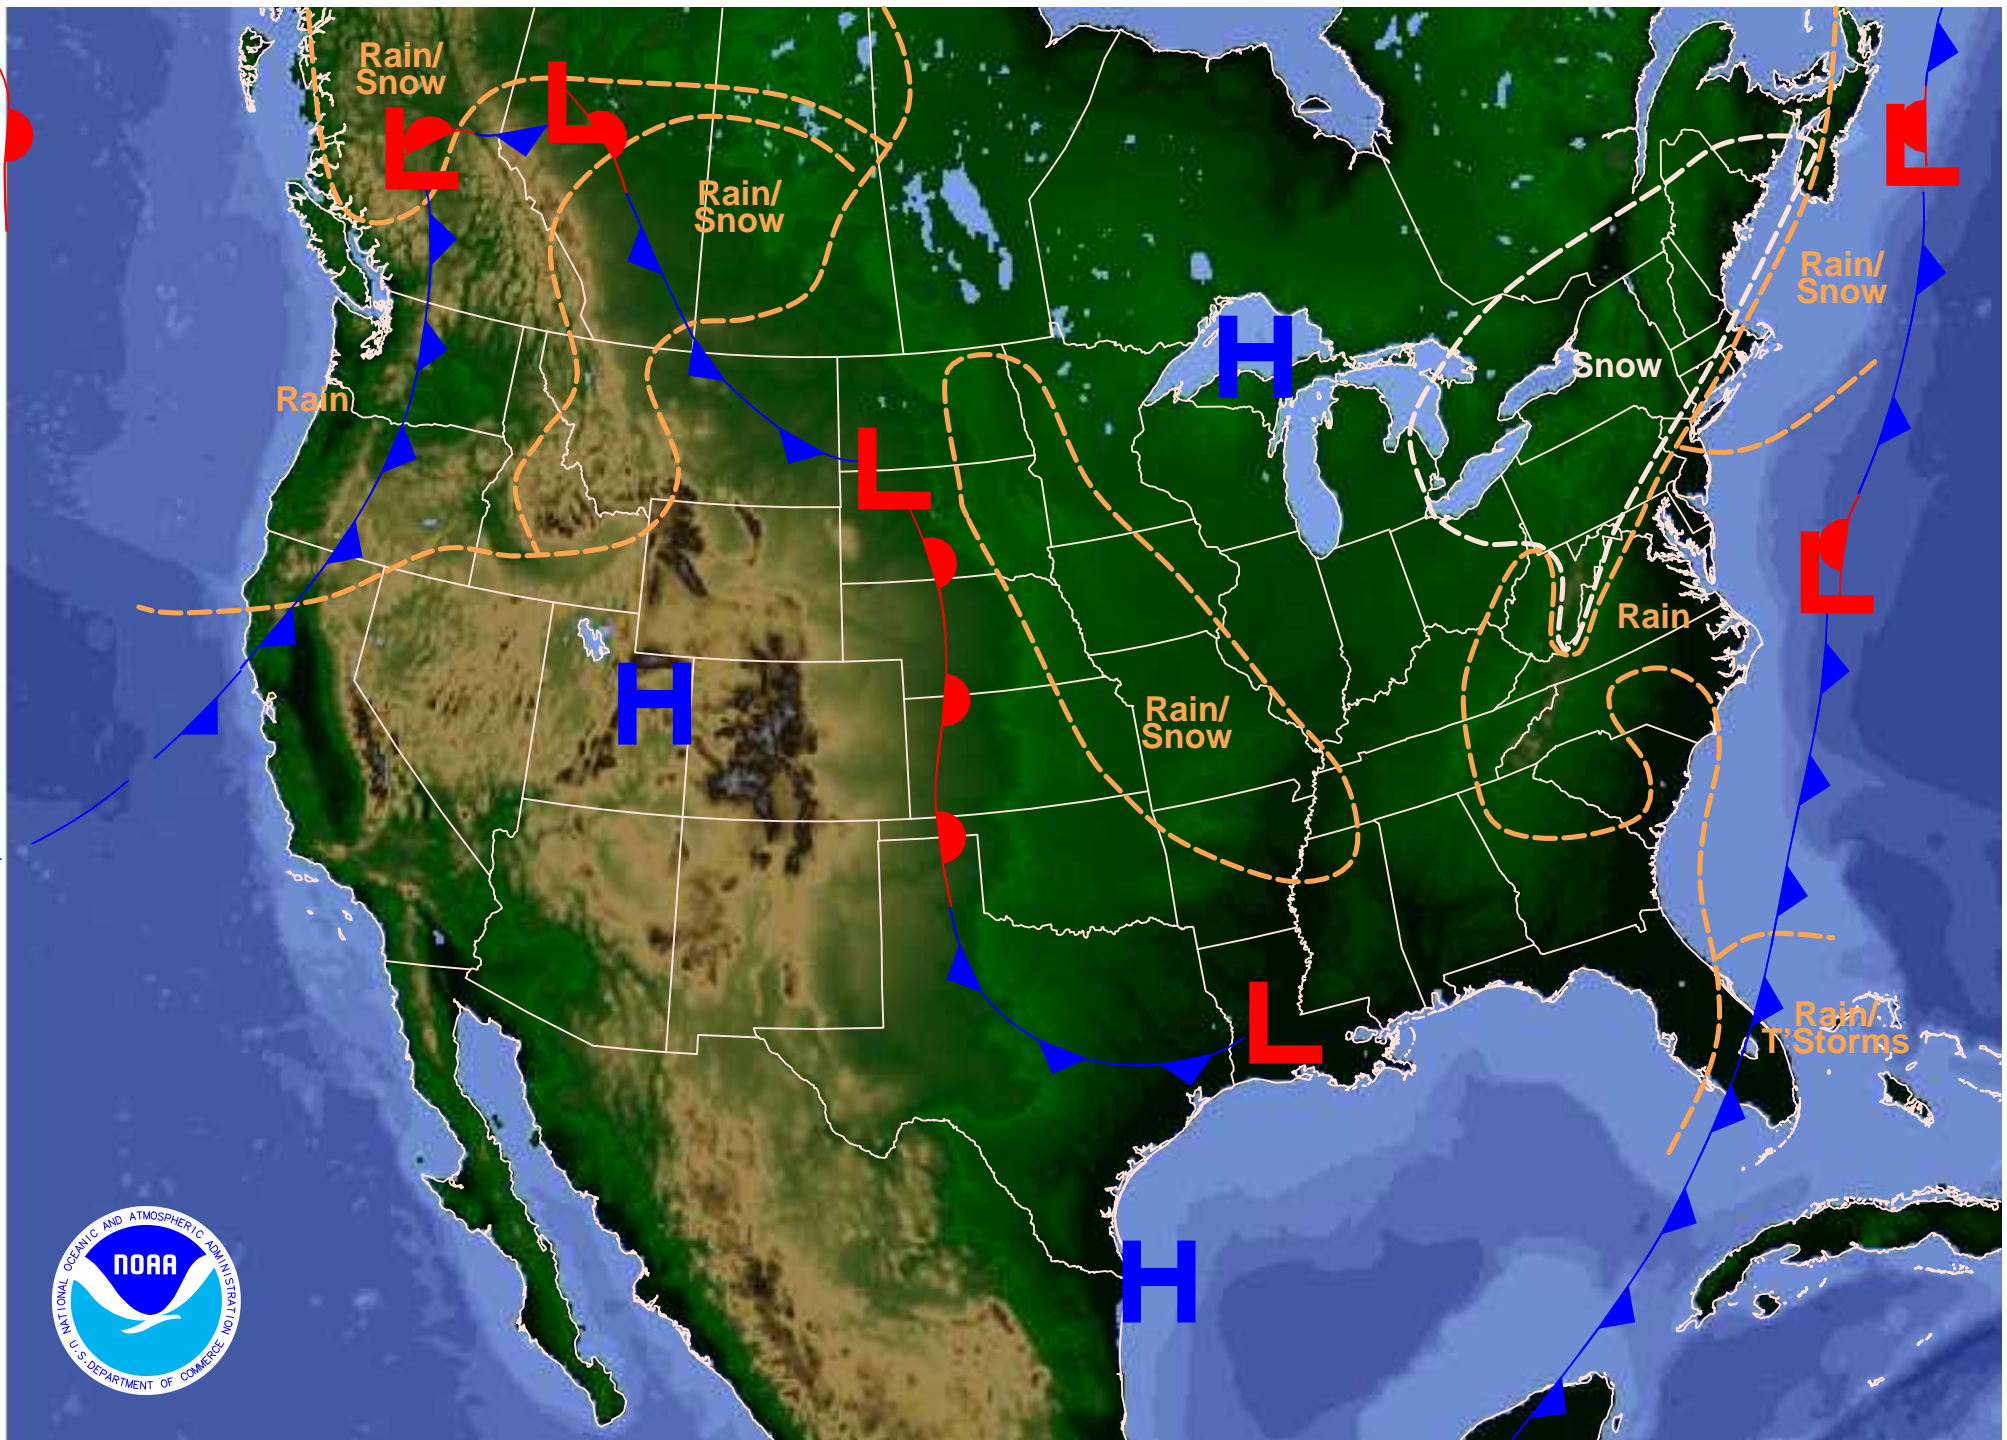 Rain/
Snow
L
L
L
Rain/
Snow
Rain/
Snow
H
Snow
Rain
L
L
Rain
H
Rain/
Snow
L
Rain/
T'Storms
H
NATIONAL OCEANIC AND ATMOSPHERIC ADMINISTRATION
NOAA
U.S. DEPARTMENT OF COMMERCE